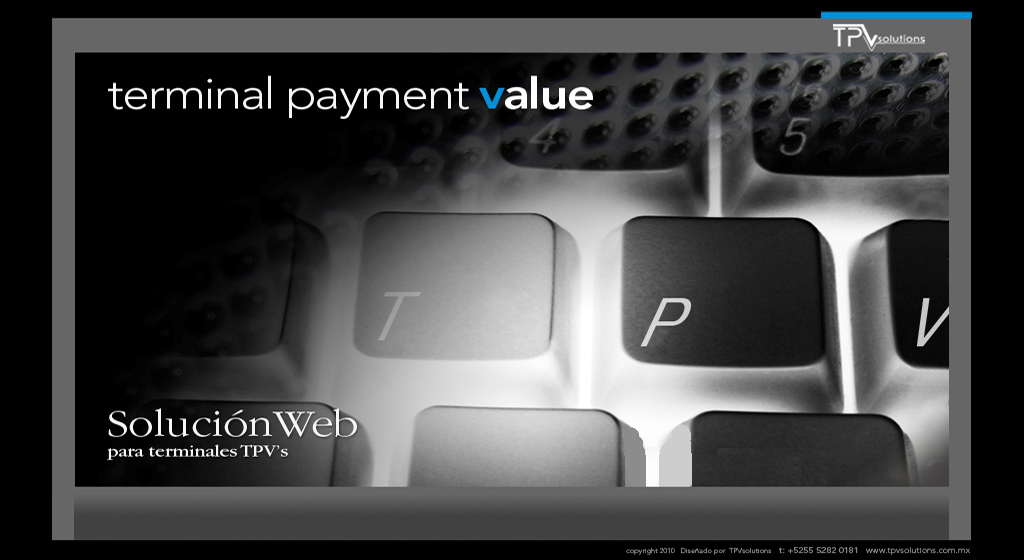 TPVsolutions
terminal payment value
4 5
T P V
SoluciónWeb
para terminales TPV's
copyright 2010 Diseñado por TPVsolutions t: +5255 5282 0181 www.tpvsolutions.com.mx